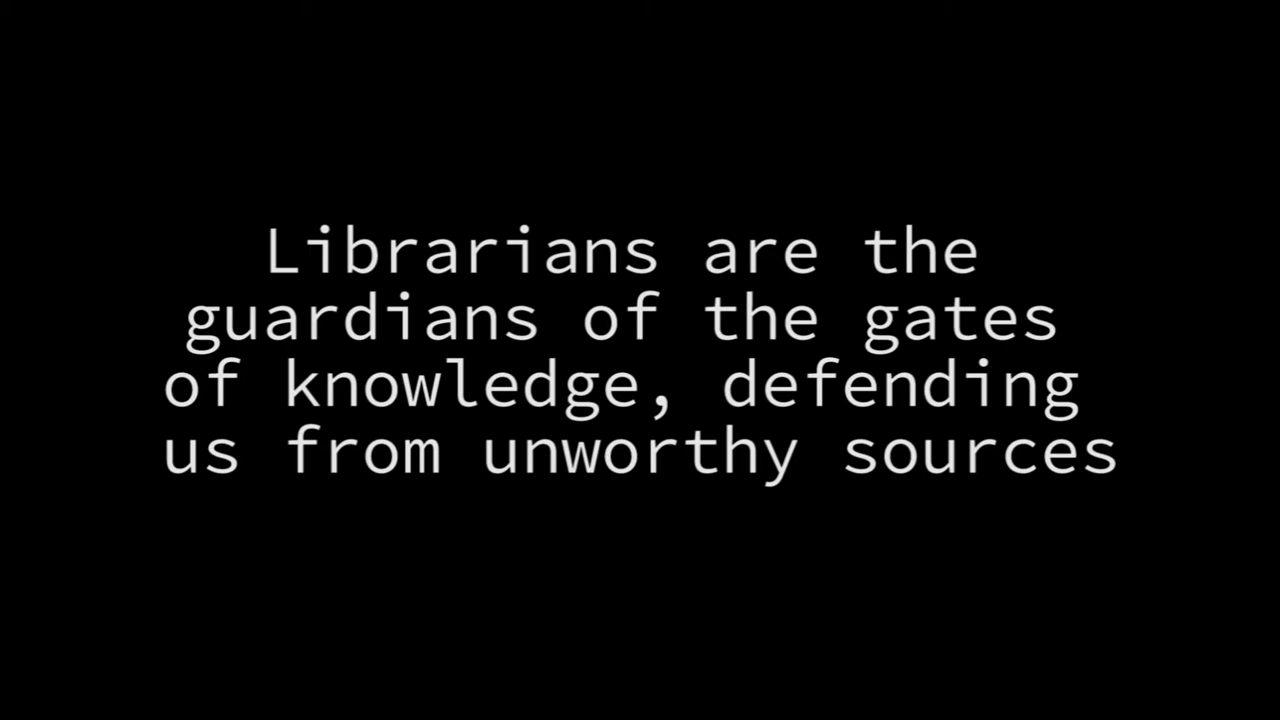 Librarians are the
guardians of the gates
of knowledge, defending
us from unworthy sources